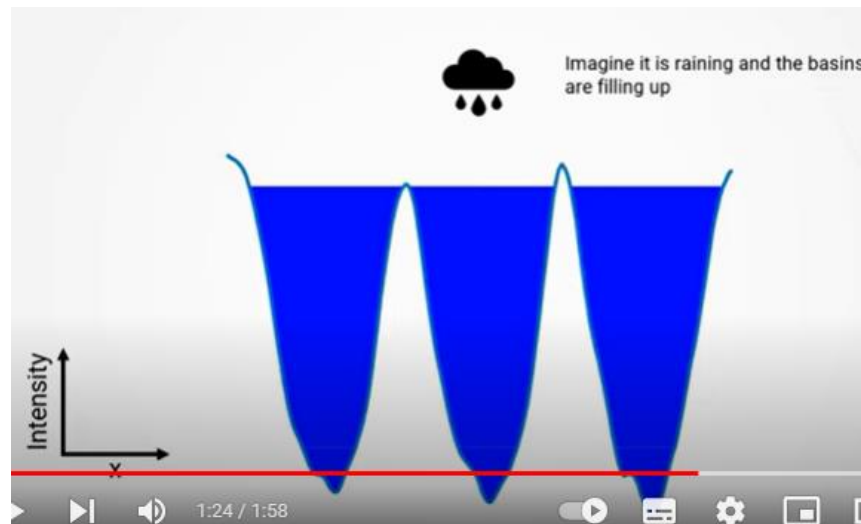 Imagine it is raining and the basins
are filling up
Intensity
X
1:24 / 1:58